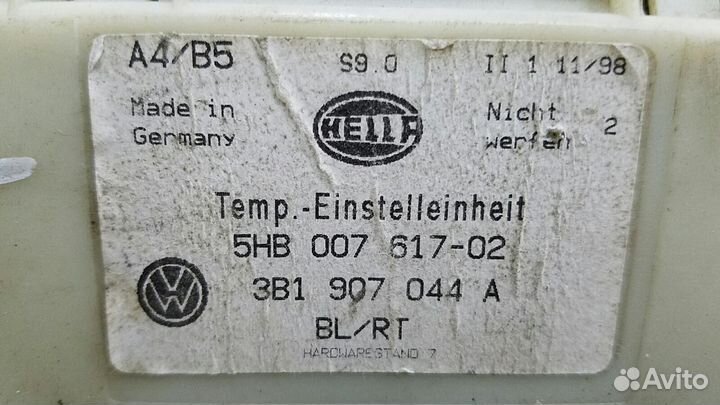 A4/B5 S9.0 II 1 11/98
Made in Germany
HELLA
Nicht werfen 2
Temp.-Einstelleinheit
5HB 007 617-02
VW
3B1 907 044 A
BL/RT
HARDWARESTAND 7
Avito